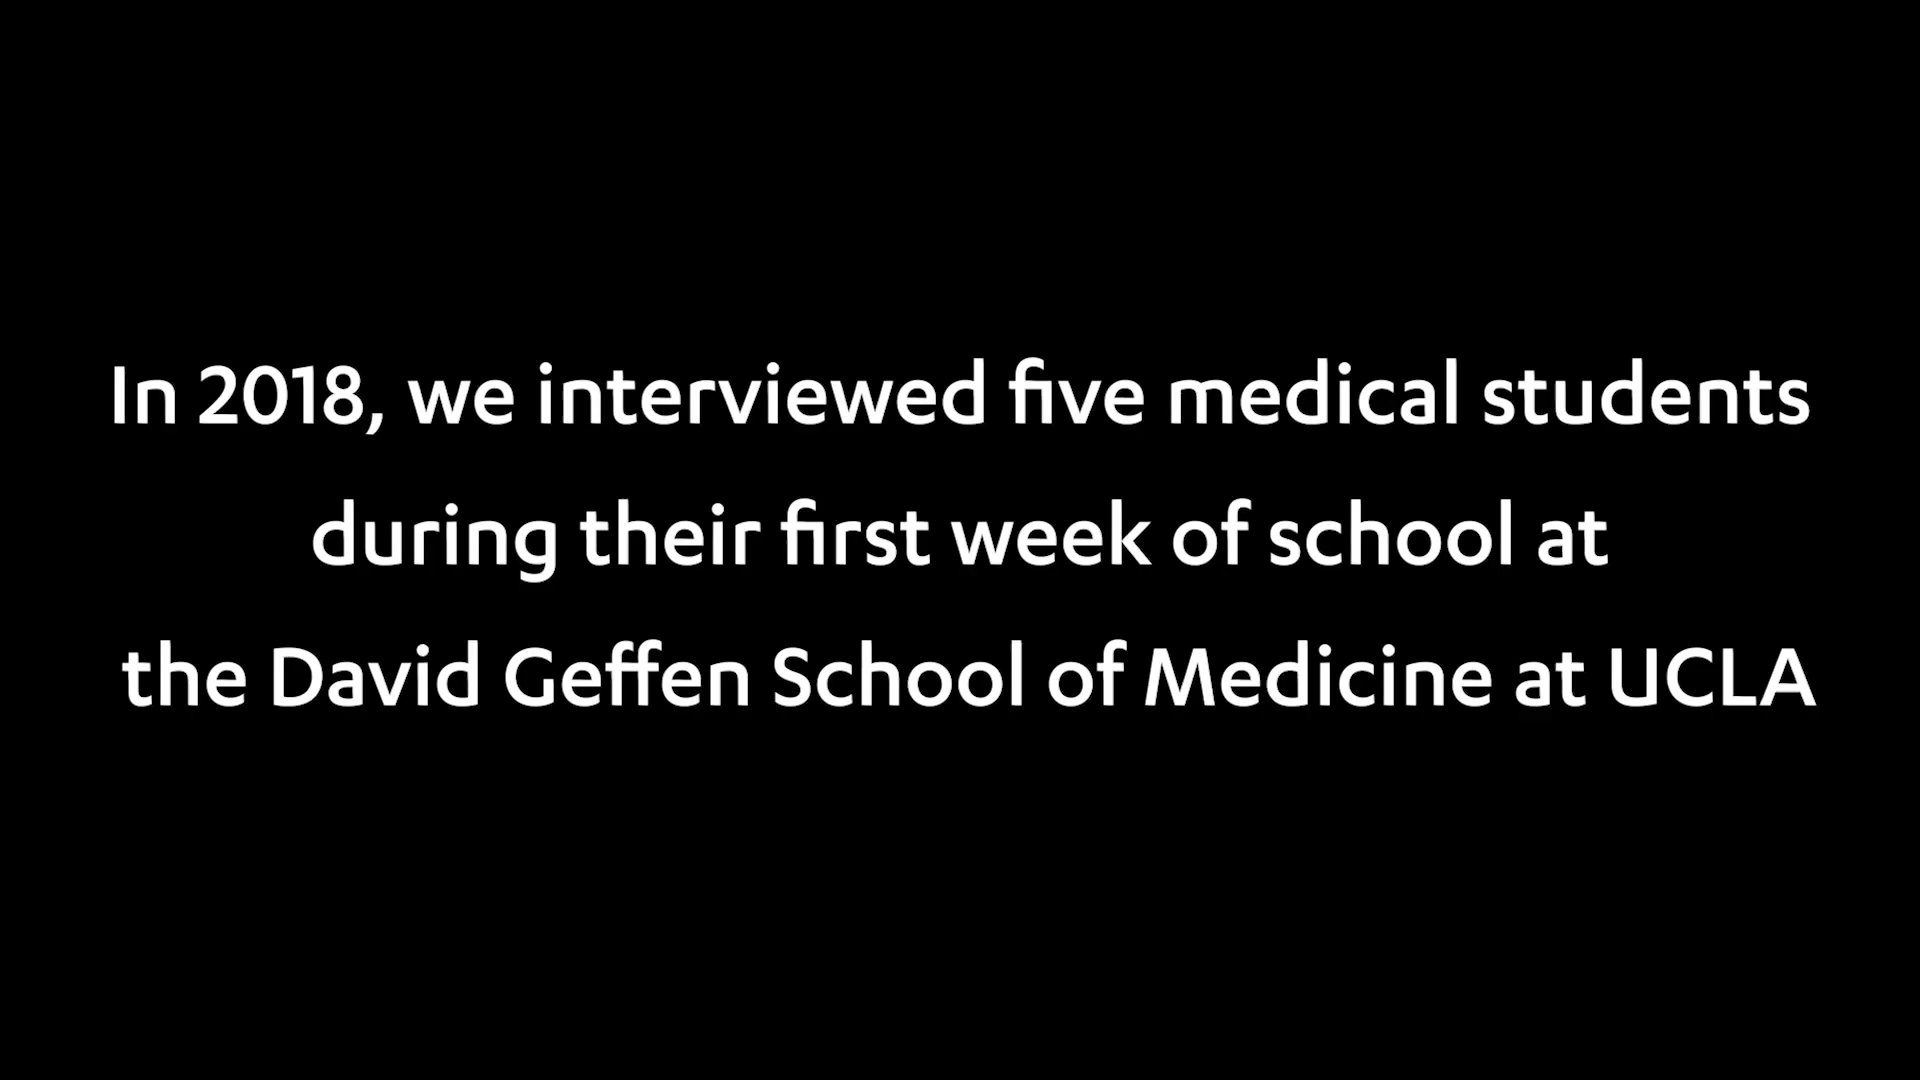 In 2018, we interviewed five medical students
during their first week of school at
the David Geffen School of Medicine at UCLA